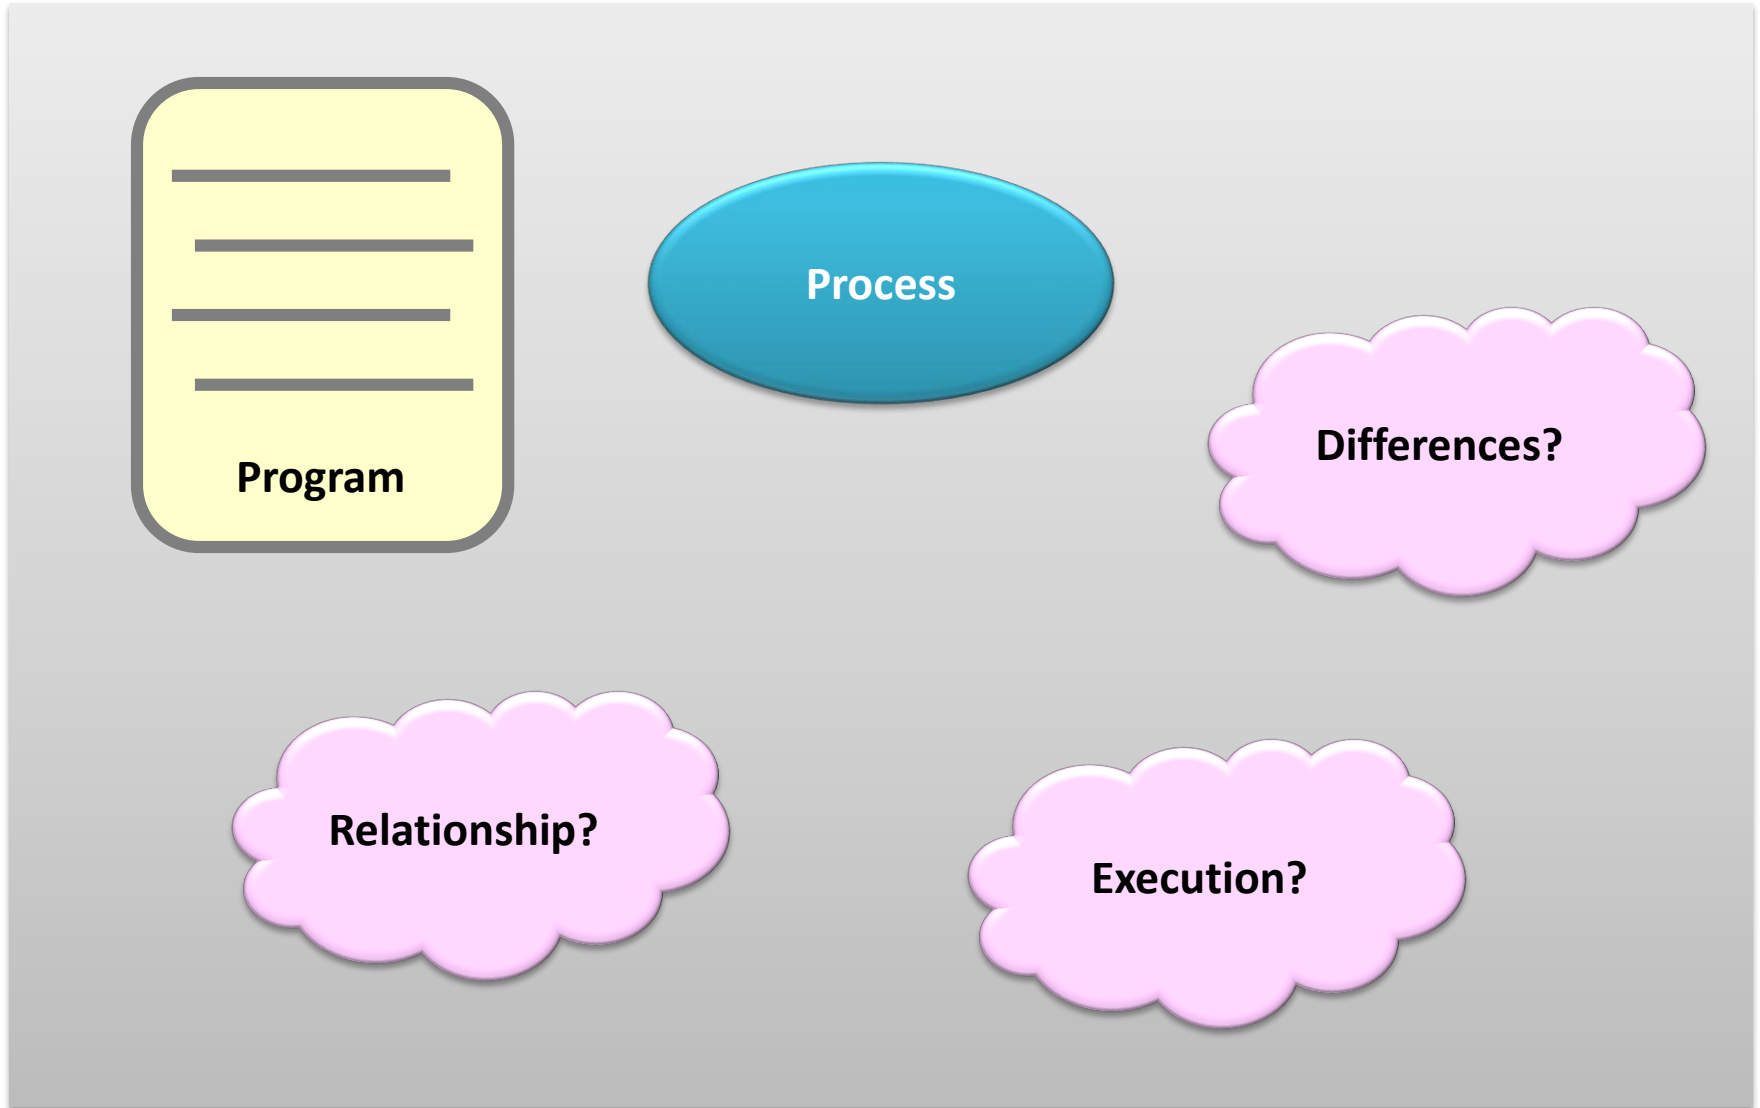 Program
Process
Differences?
Relationship?
Execution?